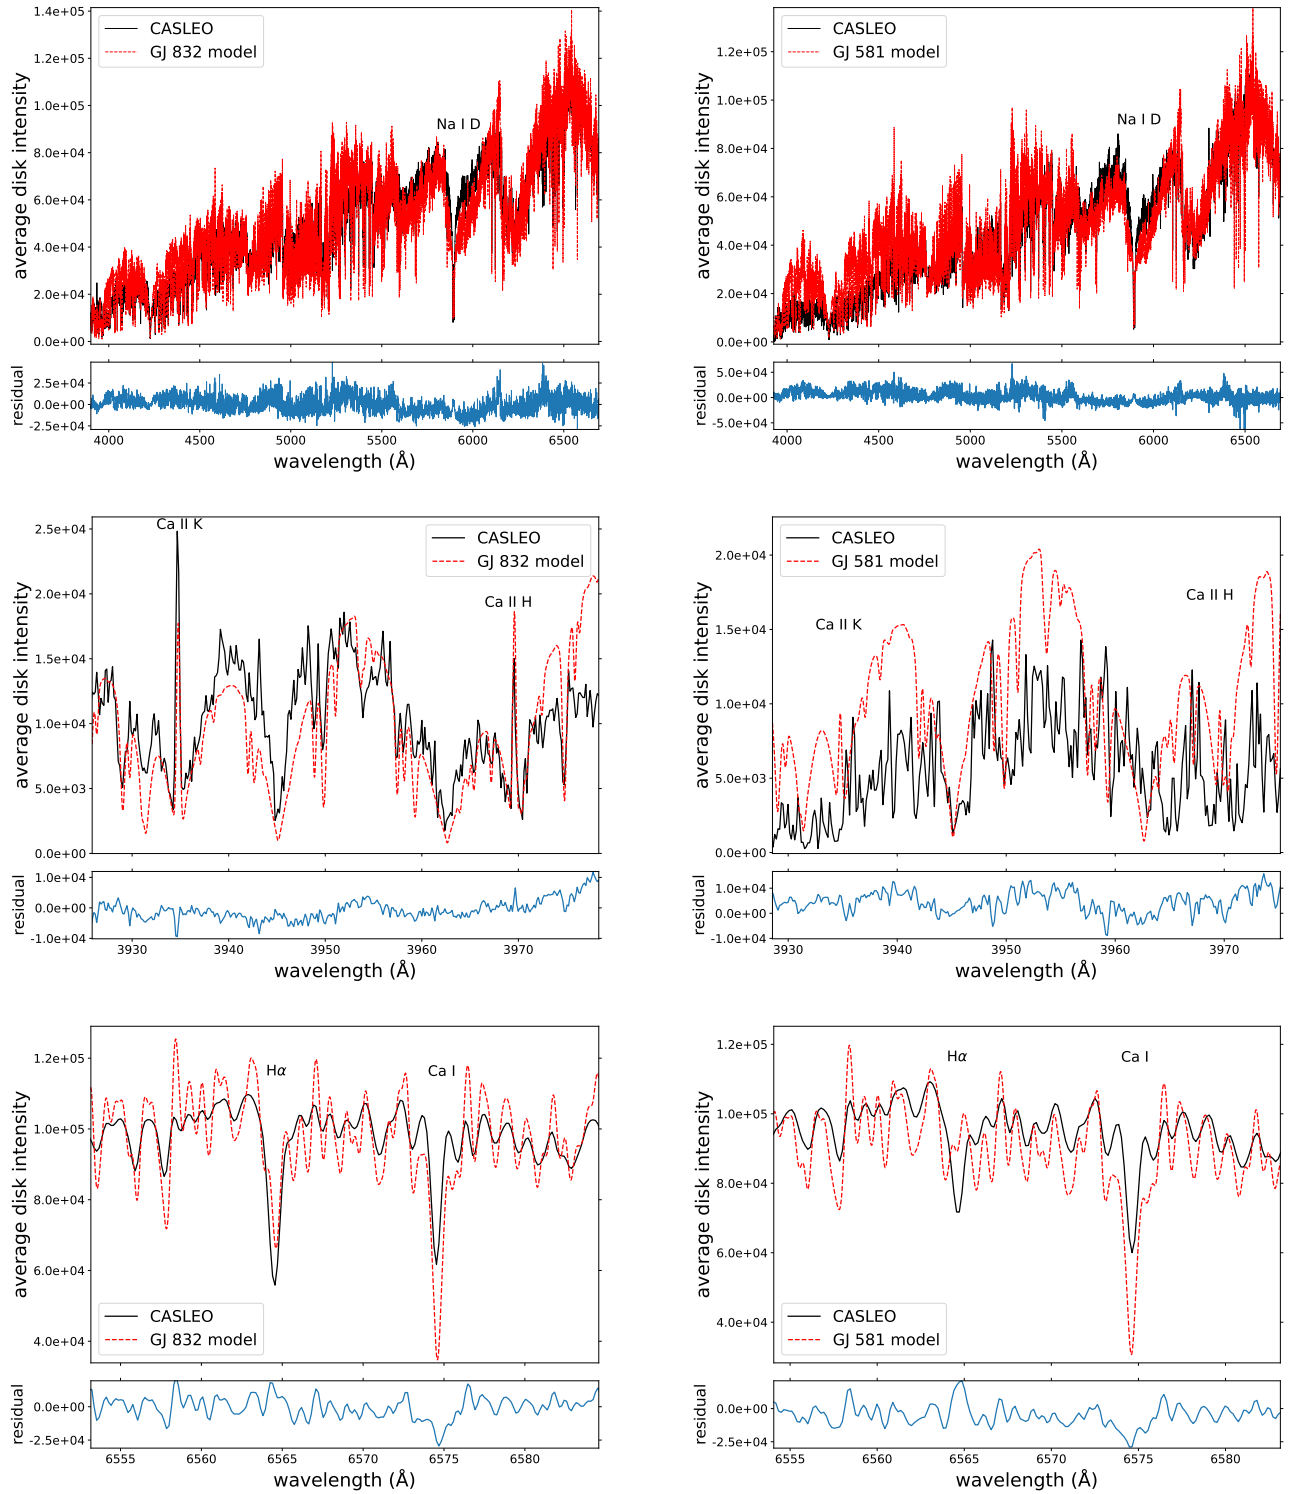 CASLEO
GJ 832 model
Na I D
average disk intensity
1.4e+05
1.2e+05
1.0e+05
8.0e+04
6.0e+04
4.0e+04
2.0e+04
0.0e+00
residual
2.5e+04
0.0e+00
-2.5e+04
4000 4500 5000 5500 6000 6500
wavelength (Å)
CASLEO
GJ 581 model
Na I D
average disk intensity
1.2e+05
1.0e+05
8.0e+04
6.0e+04
4.0e+04
2.0e+04
0.0e+00
residual
5.0e+04
0.0e+00
-5.0e+04
4000 4500 5000 5500 6000 6500
wavelength (Å)
Ca II K
CASLEO
GJ 832 model
Ca II H
average disk intensity
2.5e+04
2.0e+04
1.5e+04
1.0e+04
5.0e+03
0.0e+00
residual
1.0e+04
0.0e+00
-1.0e+04
3930 3940 3950 3960 3970
wavelength (Å)
CASLEO
GJ 581 model
Ca II H
Ca II K
average disk intensity
2.0e+04
1.5e+04
1.0e+04
5.0e+03
0.0e+00
residual
1.0e+04
0.0e+00
-1.0e+04
3930 3940 3950 3960 3970
wavelength (Å)
Hα
Ca I
CASLEO
GJ 832 model
average disk intensity
1.2e+05
1.0e+05
8.0e+04
6.0e+04
4.0e+04
residual
0.0e+00
-2.5e+04
6555 6560 6565 6570 6575 6580
wavelength (Å)
Hα
Ca I
CASLEO
GJ 581 model
average disk intensity
1.2e+05
1.0e+05
8.0e+04
6.0e+04
4.0e+04
residual
0.0e+00
-2.5e+04
6555 6560 6565 6570 6575 6580
wavelength (Å)